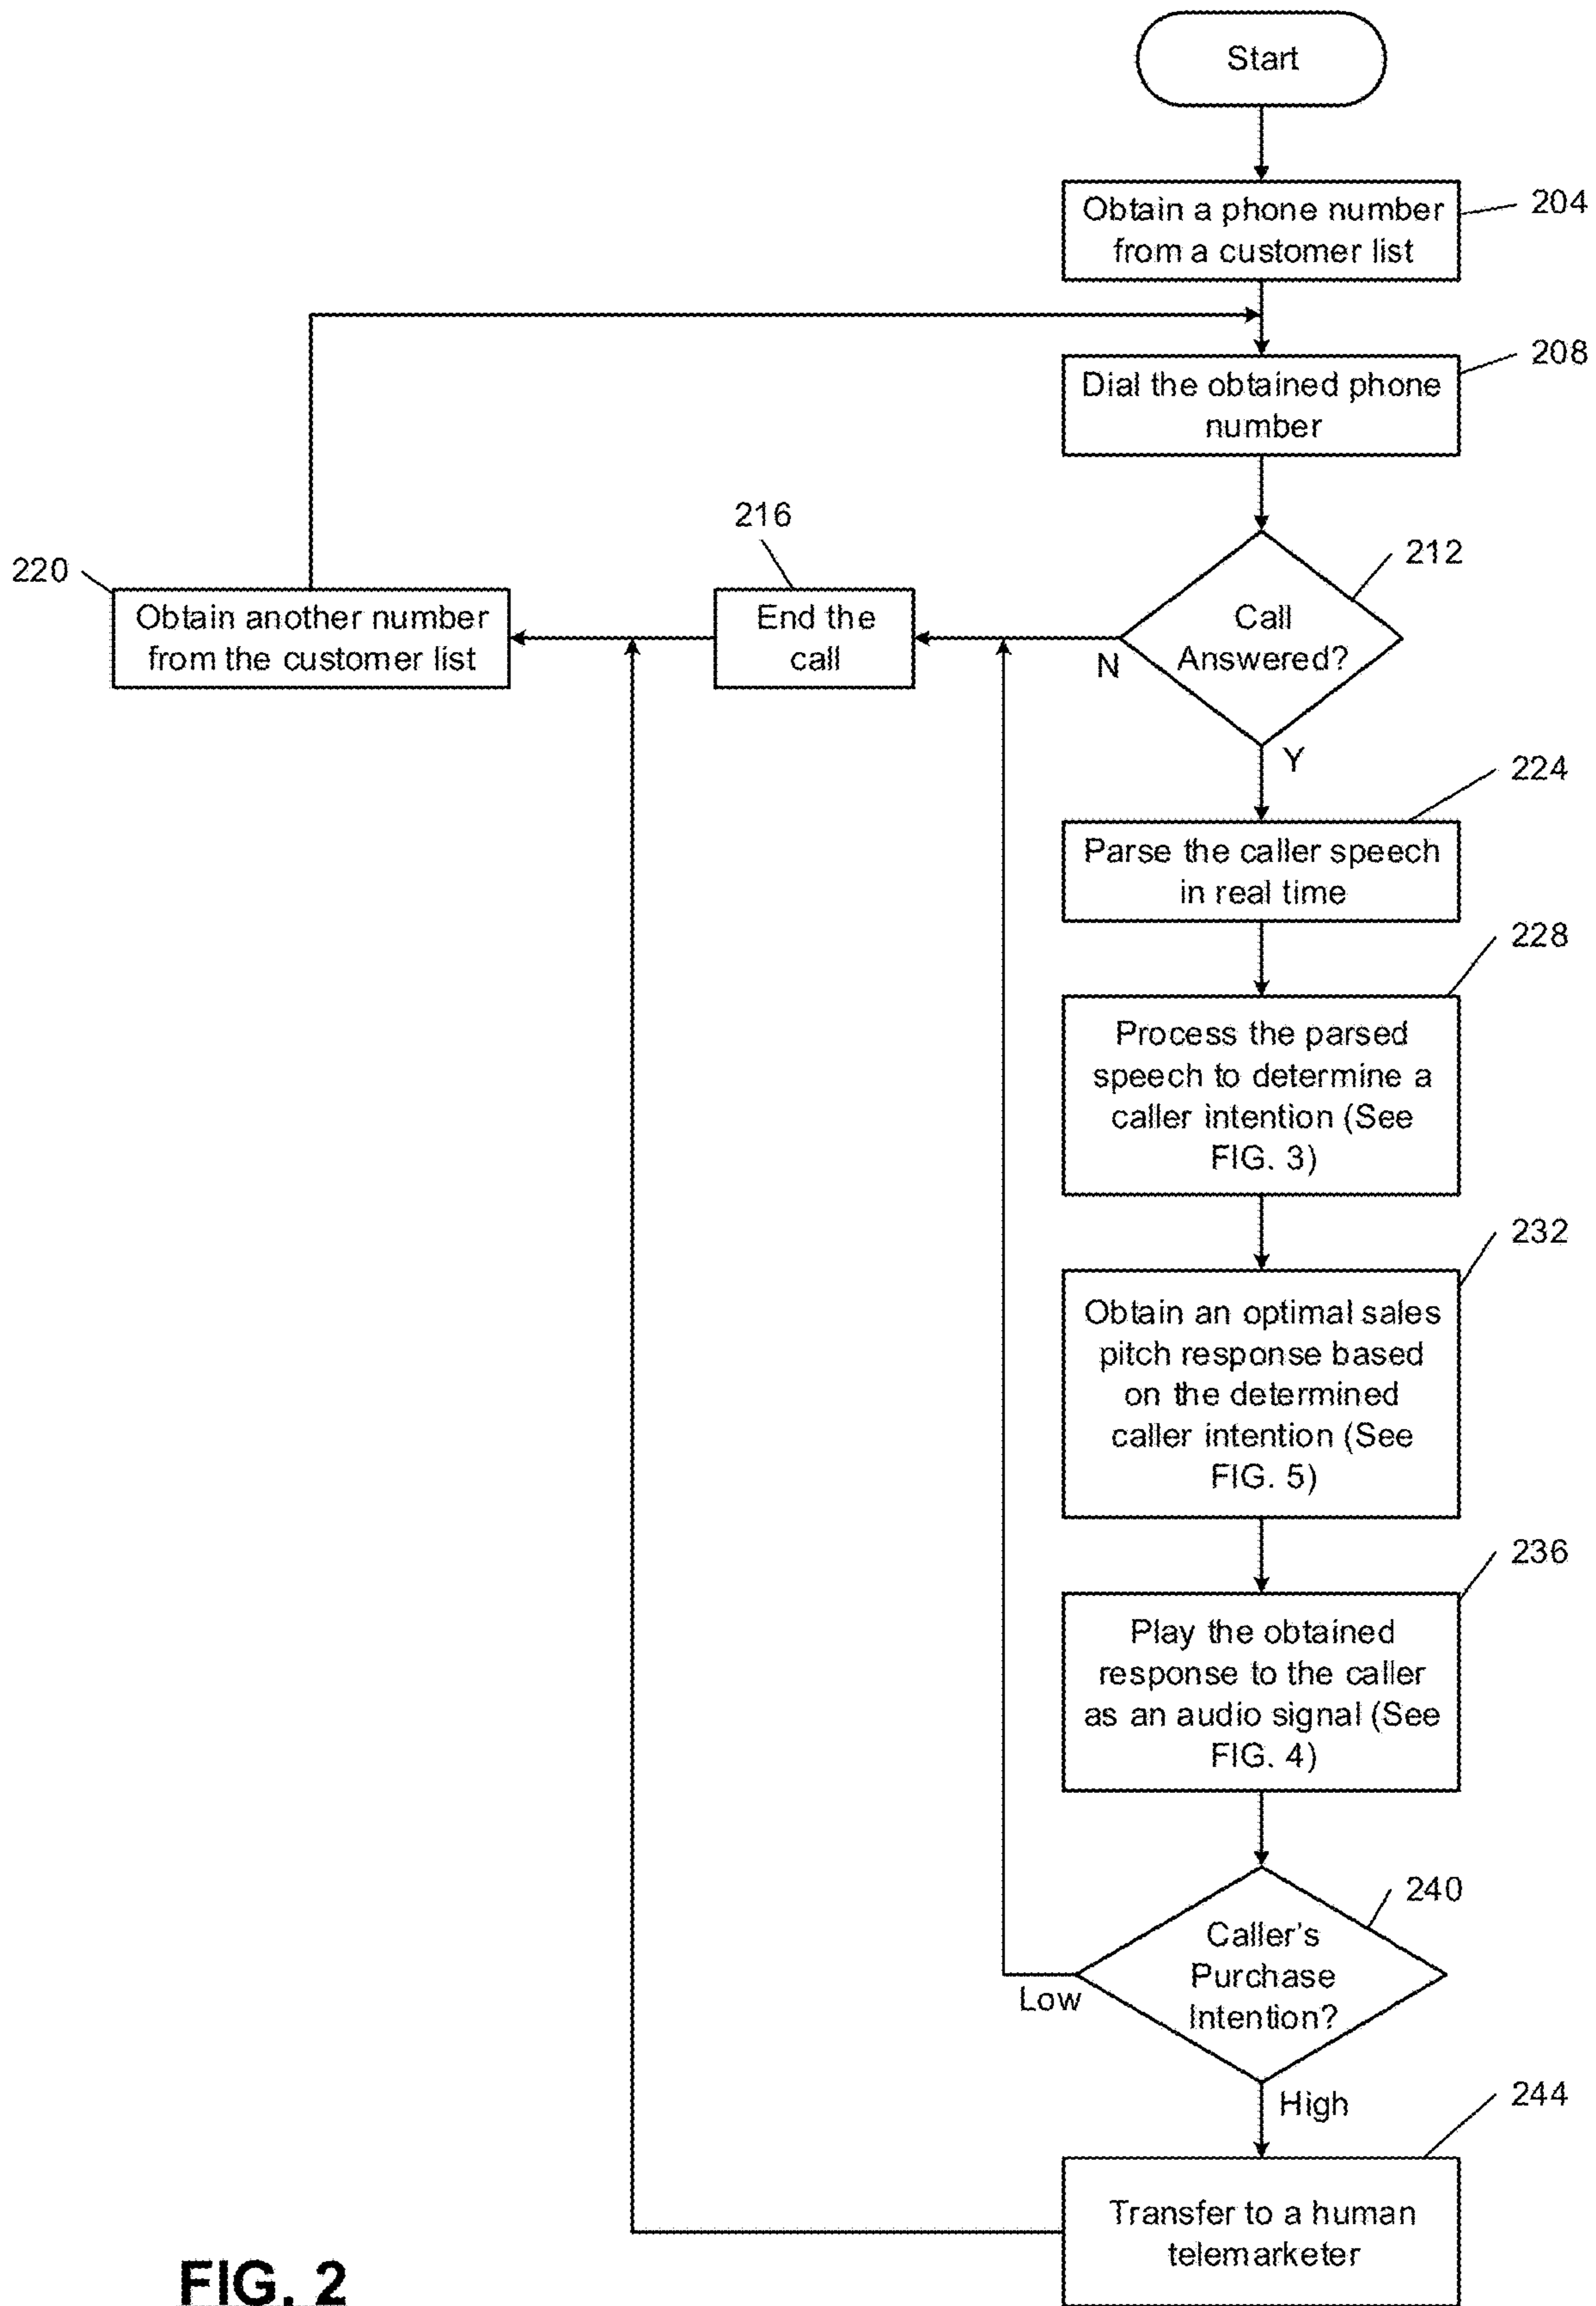 Start
Obtain a phone number
from a customer list
204
Dial the obtained phone
number
208
Call
Answered?
212
N
Y
216
End the
call
220
Obtain another number
from the customer list
Parse the caller speech
in real time
224
Process the parsed
speech to determine a
caller intention (See
FIG. 3)
228
Obtain an optimal sales
pitch response based
on the determined
caller intention (See
FIG. 5)
232
Play the obtained
response to the caller
as an audio signal (See
FIG. 4)
236
Caller's
Purchase
Intention?
240
Low
High
Transfer to a human
telemarketer
244
FIG. 2